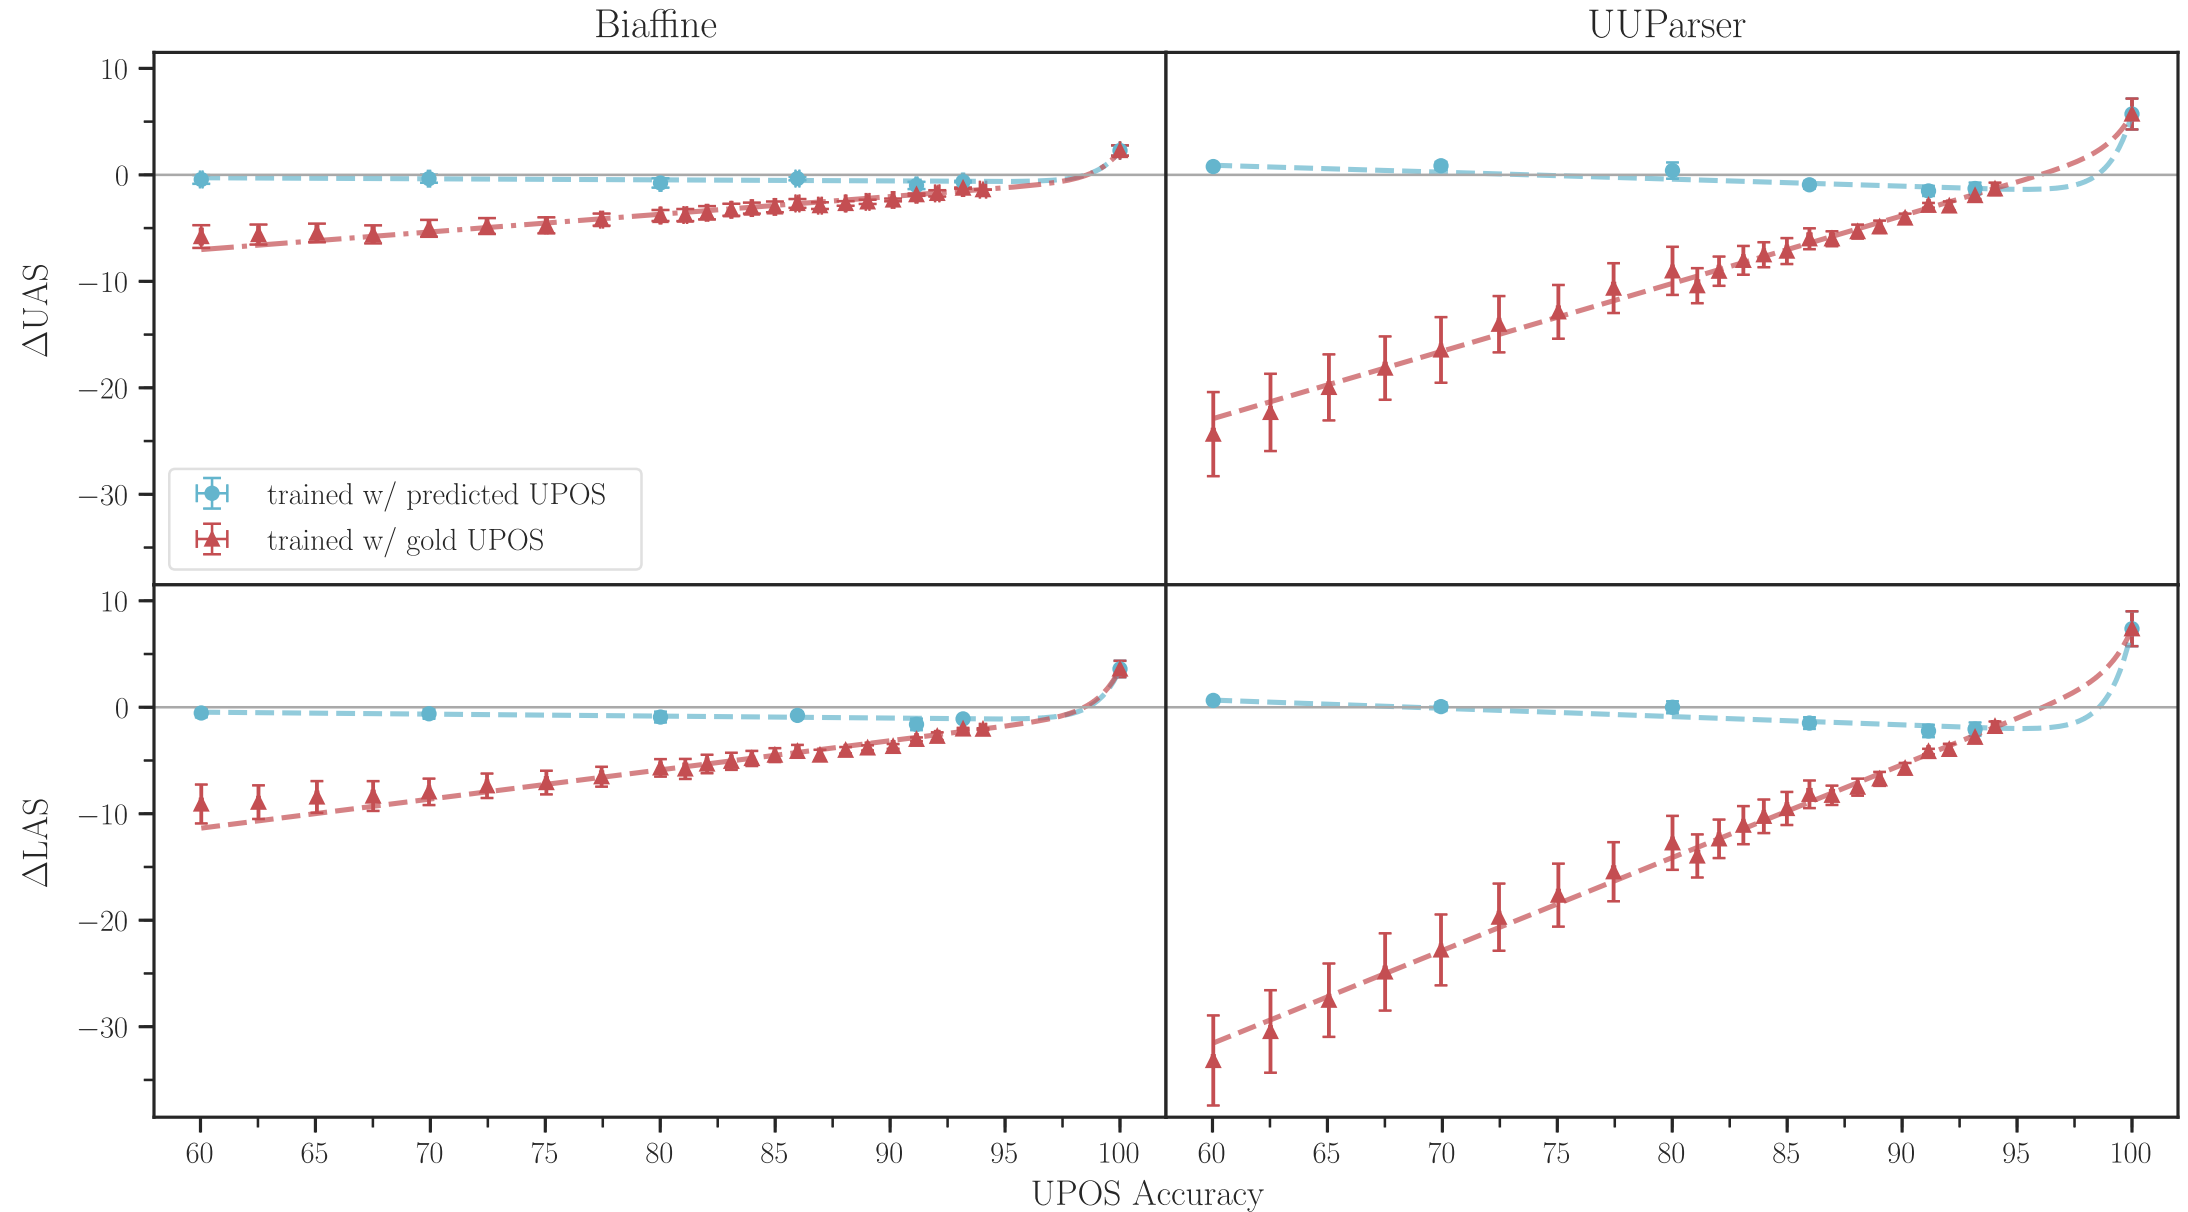 Biaffine UUParser
10
0
−10
−20
−30
ΔUAS
trained w/ predicted UPOS
trained w/ gold UPOS
10
0
−10
−20
−30
ΔLAS
60 65 70 75 80 85 90 95 100 60 65 70 75 80 85 90 95 100
UPOS Accuracy